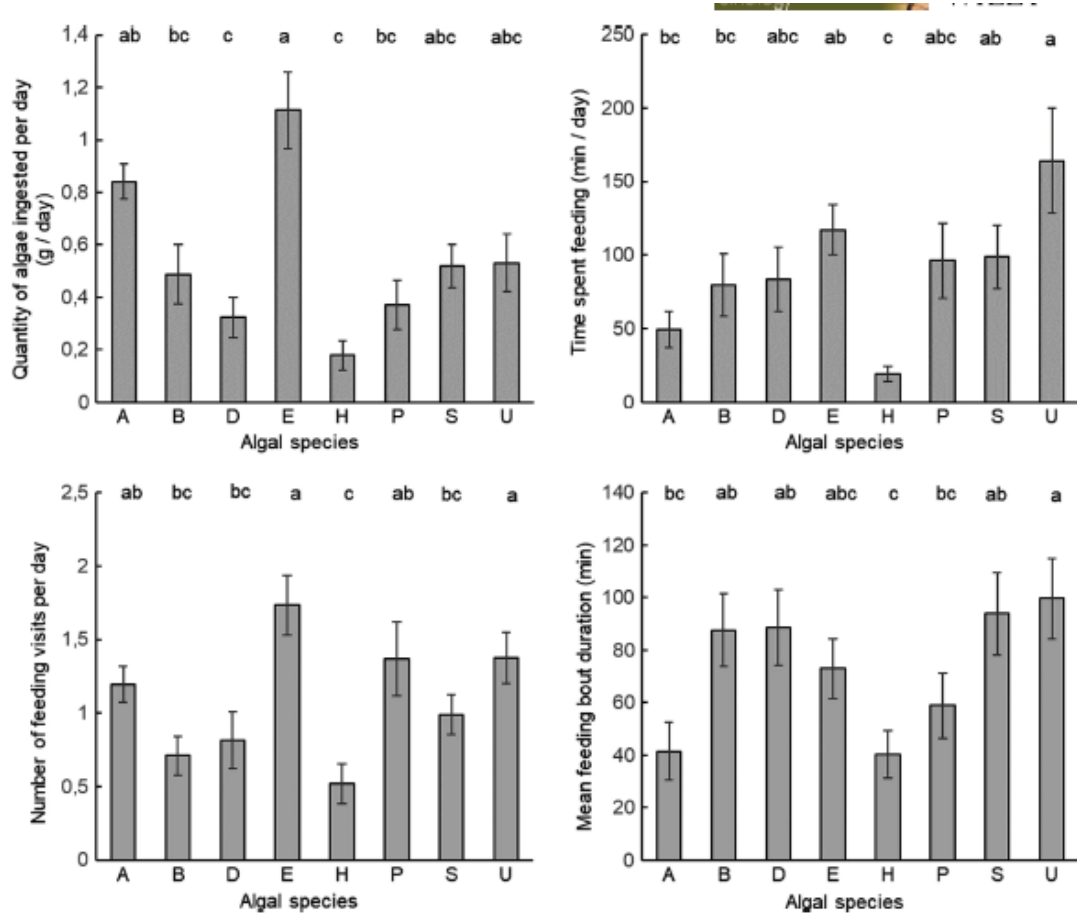 ab bc c a c bc abc abc
1,4
1,2
1
0,8
0,6
0,4
0,2
0
Quantity of algae ingested per day
(g / day)
A B D E H P S U
Algal species
bc bc abc ab c abc ab a
250
200
150
100
50
0
Time spent feeding (min / day)
A B D E H P S U
Algal species
ab bc bc a c ab bc a
2,5
2
1,5
1
0,5
0
Number of feeding visits per day
A B D E H P S U
Algal species
bc ab ab abc c bc ab a
140
120
100
80
60
40
20
0
Mean feeding bout duration (min)
A B D E H P S U
Algal species